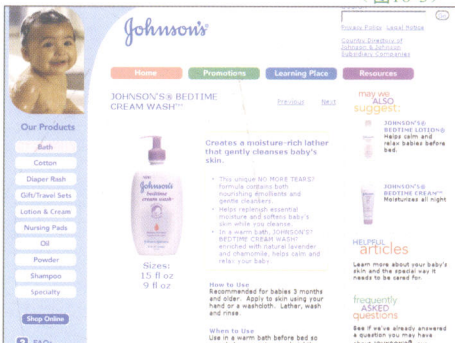 Johnson's
Go
Privacy Policy Legal Notice
Country Directory of
Johnson & Johnson
Subsidiary Companies
Home
Promotions
Learning Place
Resources
JOHNSON'S® BEDTIME
CREAM WASH™
Previous Next
Our Products
Bath
Cotton
Diaper Rash
Gift/Travel Sets
Lotion & Cream
Nursing Pads
Oil
Powder
Shampoo
Specialty
Shop Online
FAQs
Johnson's
bedtime
cream wash
Sizes:
15 fl oz
9 fl oz
Creates a moisture-rich lather
that gently cleanses baby's
skin.
This unique NO MORE TEARS®
formula contains both
nourishing emollients and
gentle cleansers.
Helps replenish essential
moisture and softens baby's
skin while you cleanse.
In a warm bath, JOHNSON'S®
BEDTIME CREAM WASH™
enriched with natural lavender
and chamomile, helps calm and
relax your baby.
How to Use
Recommended for babies 3 months
and older. Apply to skin using your
hand or a washcloth. Lather, wash
and rinse.
When to Use
Use in a warm bath before bed so
may we
ALSO
suggest:
JOHNSON'S®
BEDTIME LOTION®
Helps calm and
relax babies before
bed.
JOHNSON'S®
BEDTIME CREAM™
Moisturizes all night
HELPFUL
articles
Learn more about your baby's
skin and the special way it
needs to be cared for.
frequently
ASKED
questions
See if we've already answered
a question you may have